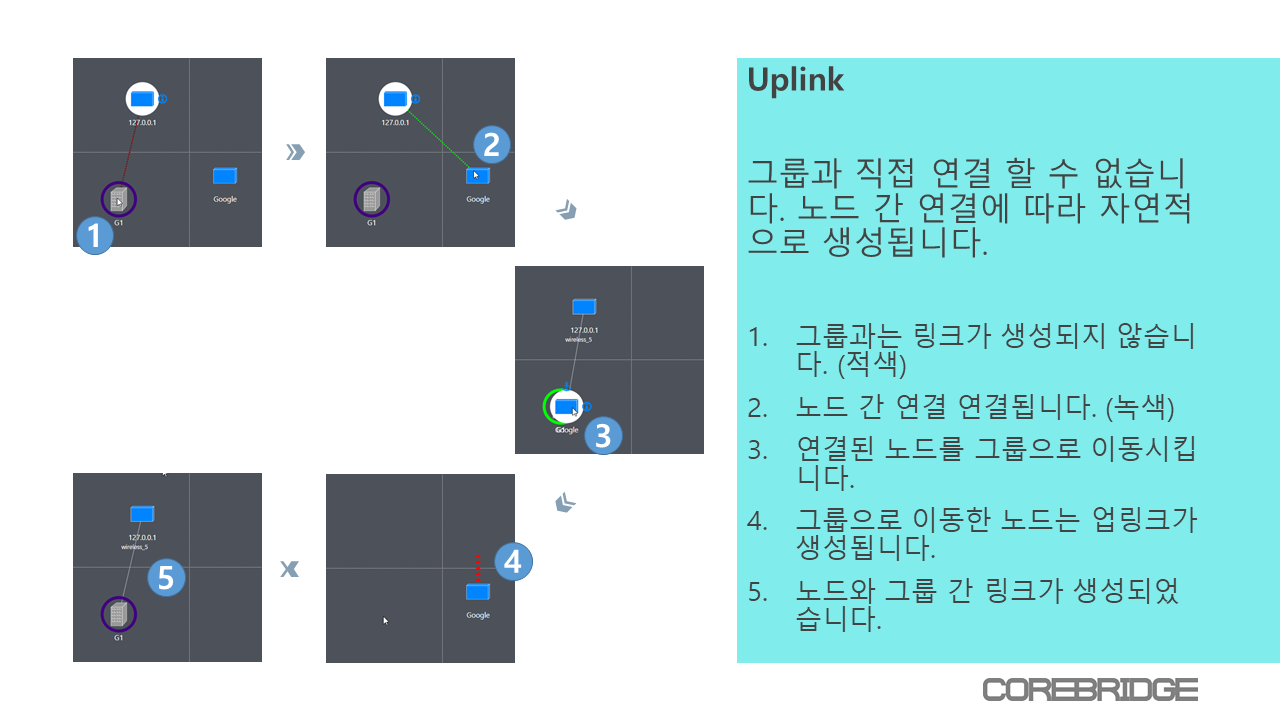 127.0.0.1
Google
G1
1
127.0.0.1
2
Google
G1
127.0.0.1
wireless_5
Google
3
127.0.0.1
wireless_5
5
G1
4
Google
Uplink
그룹과 직접 연결 할 수 없습니
다. 노드 간 연결에 따라 자연적
으로 생성됩니다.
1. 그룹과는 링크가 생성되지 않습니
다. (적색)
2. 노드 간 연결 연결됩니다. (녹색)
3. 연결된 노드를 그룹으로 이동시킵
니다.
4. 그룹으로 이동한 노드는 업링크가
생성됩니다.
5. 노드와 그룹 간 링크가 생성되었
습니다.
COREBRIDGE